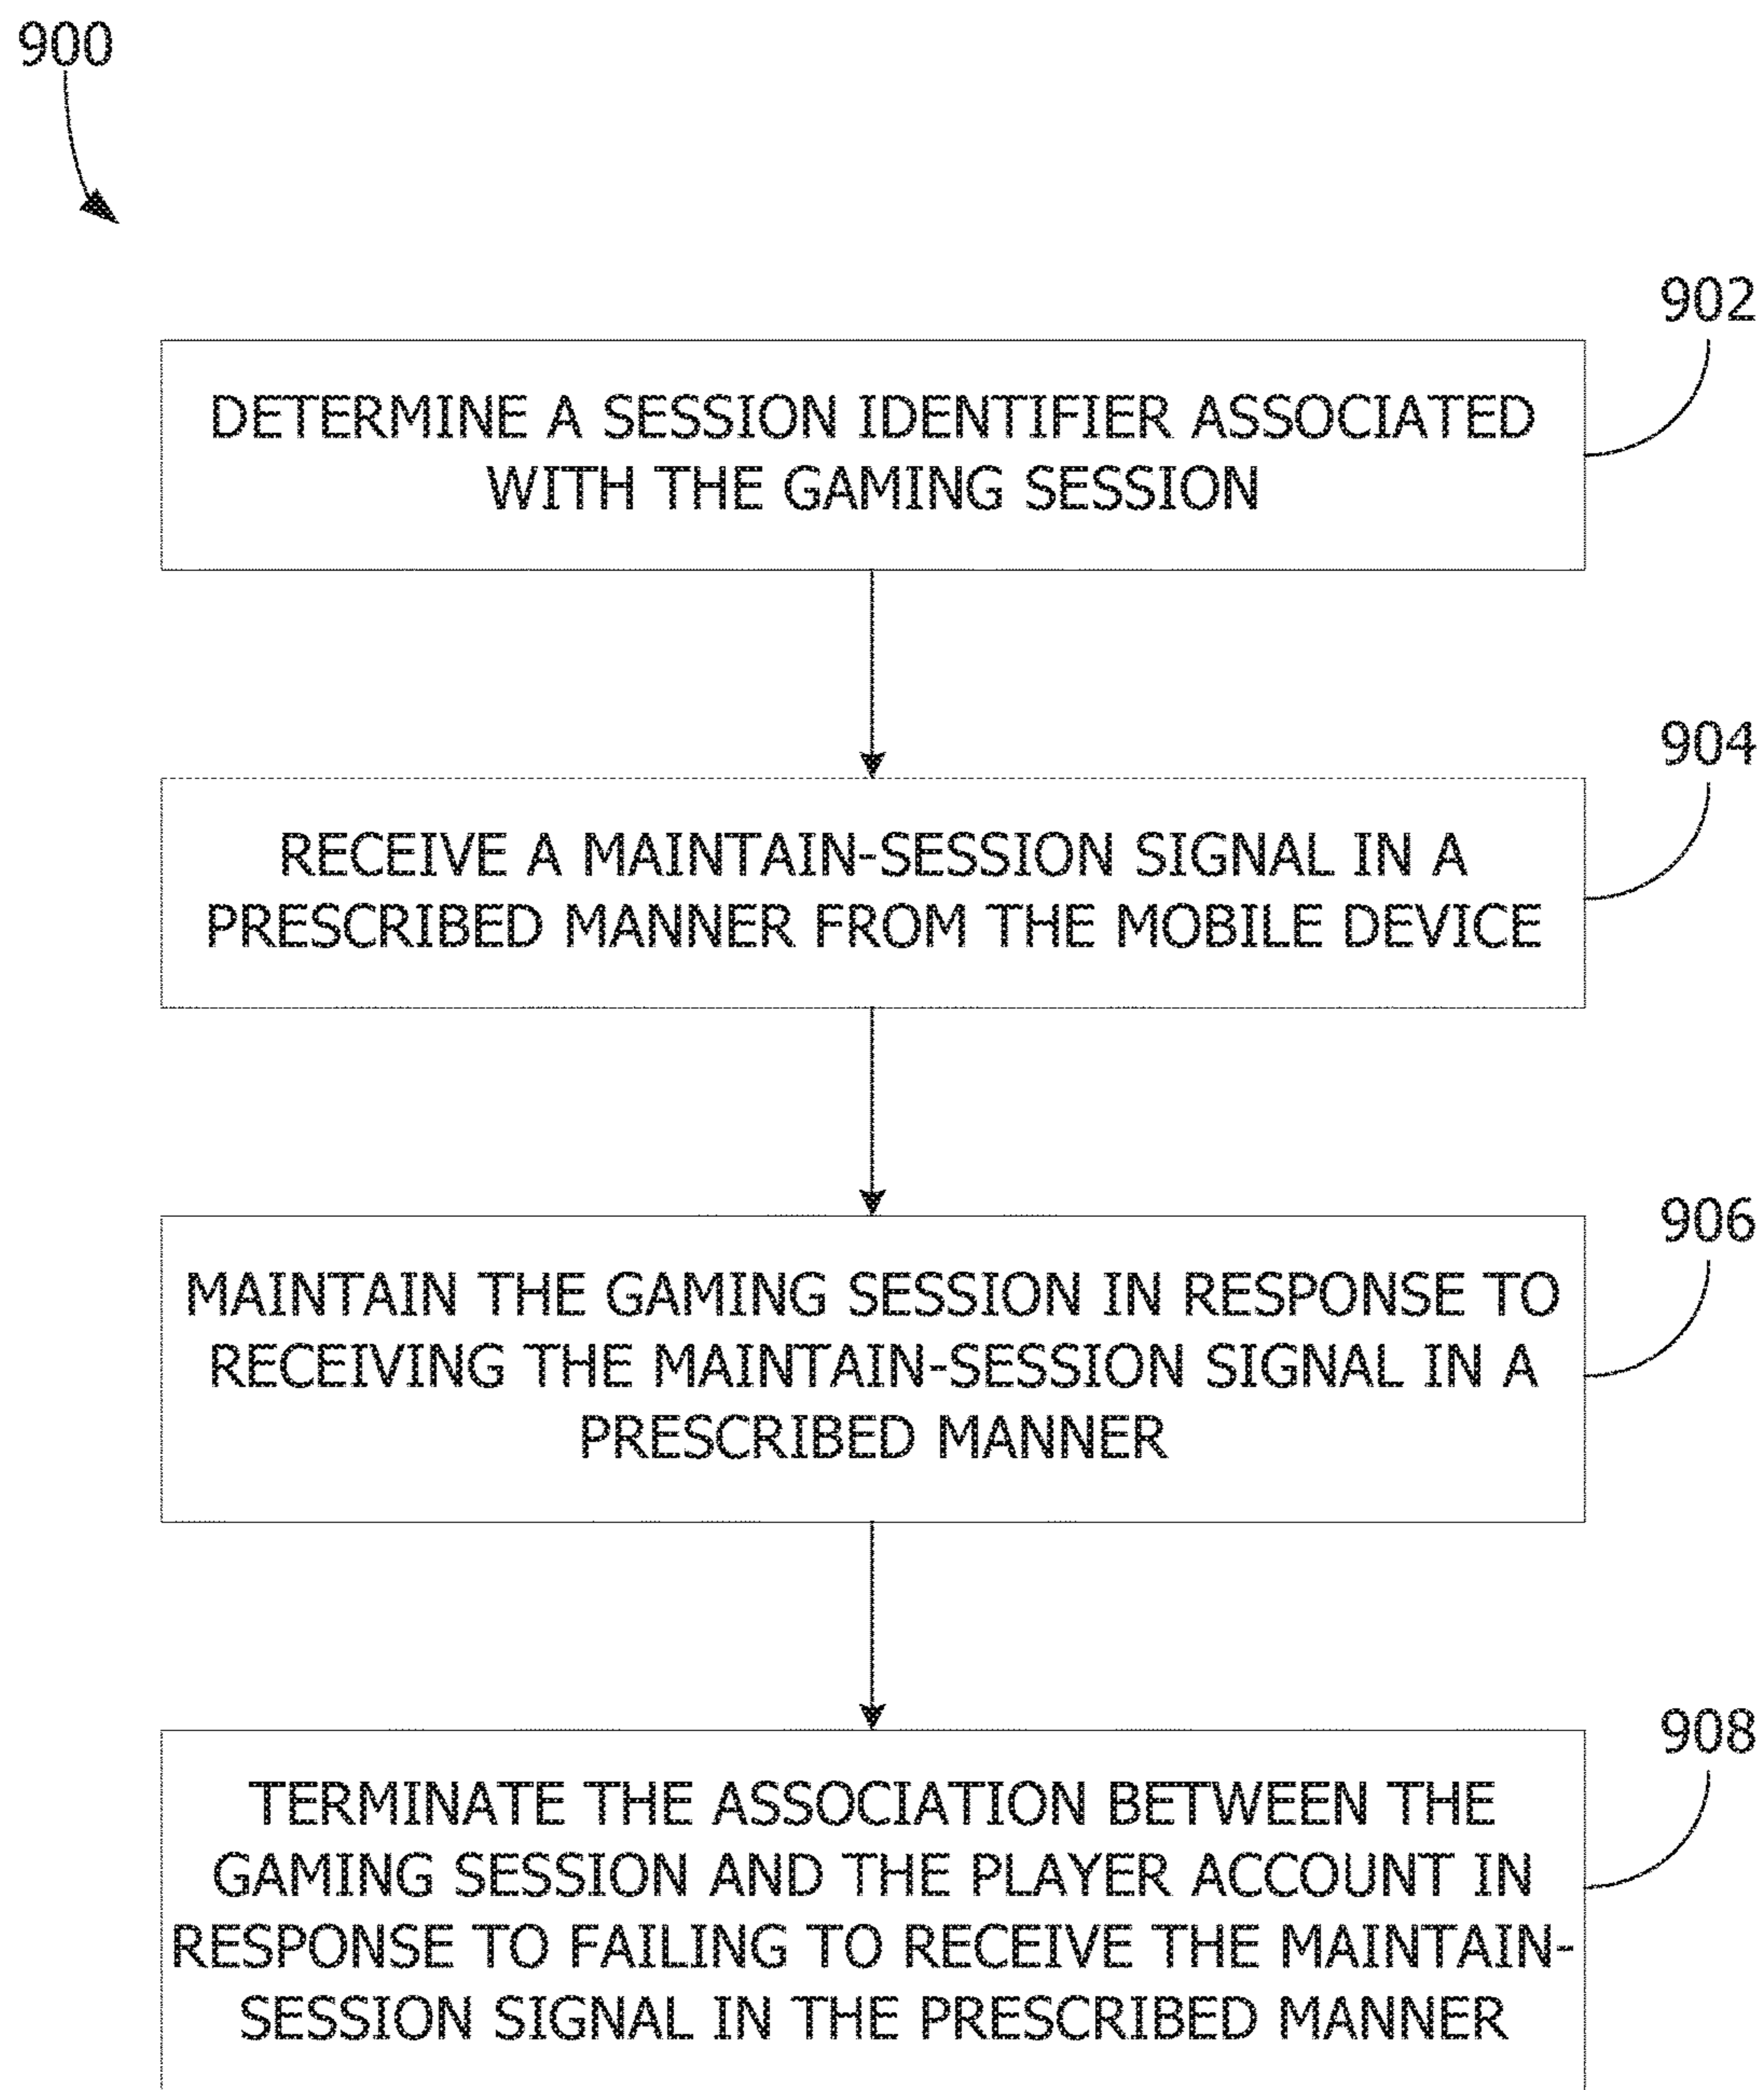 900
902
DETERMINE A SESSION IDENTIFIER ASSOCIATED
WITH THE GAMING SESSION
904
RECEIVE A MAINTAIN-SESSION SIGNAL IN A
PRESCRIBED MANNER FROM THE MOBILE DEVICE
906
MAINTAIN THE GAMING SESSION IN RESPONSE TO
RECEIVING THE MAINTAIN-SESSION SIGNAL IN A
PRESCRIBED MANNER
908
TERMINATE THE ASSOCIATION BETWEEN THE
GAMING SESSION AND THE PLAYER ACCOUNT IN
RESPONSE TO FAILING TO RECEIVE THE MAINTAIN-
SESSION SIGNAL IN THE PRESCRIBED MANNER